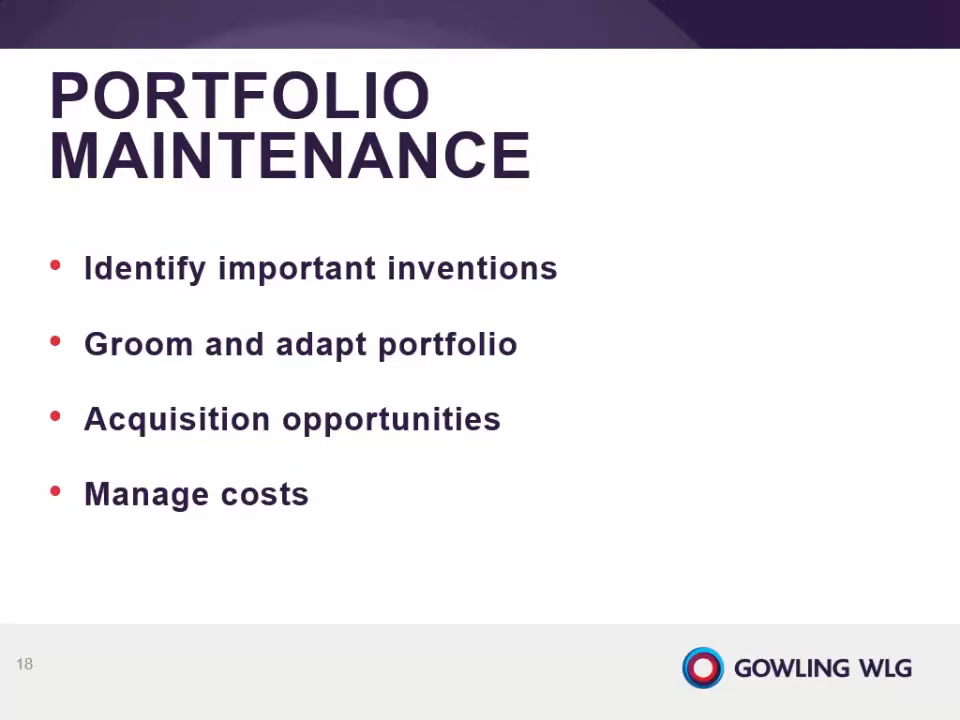 PORTFOLIO
MAINTENANCE
• Identify important inventions
• Groom and adapt portfolio
• Acquisition opportunities
• Manage costs
18
GOWLING WLG